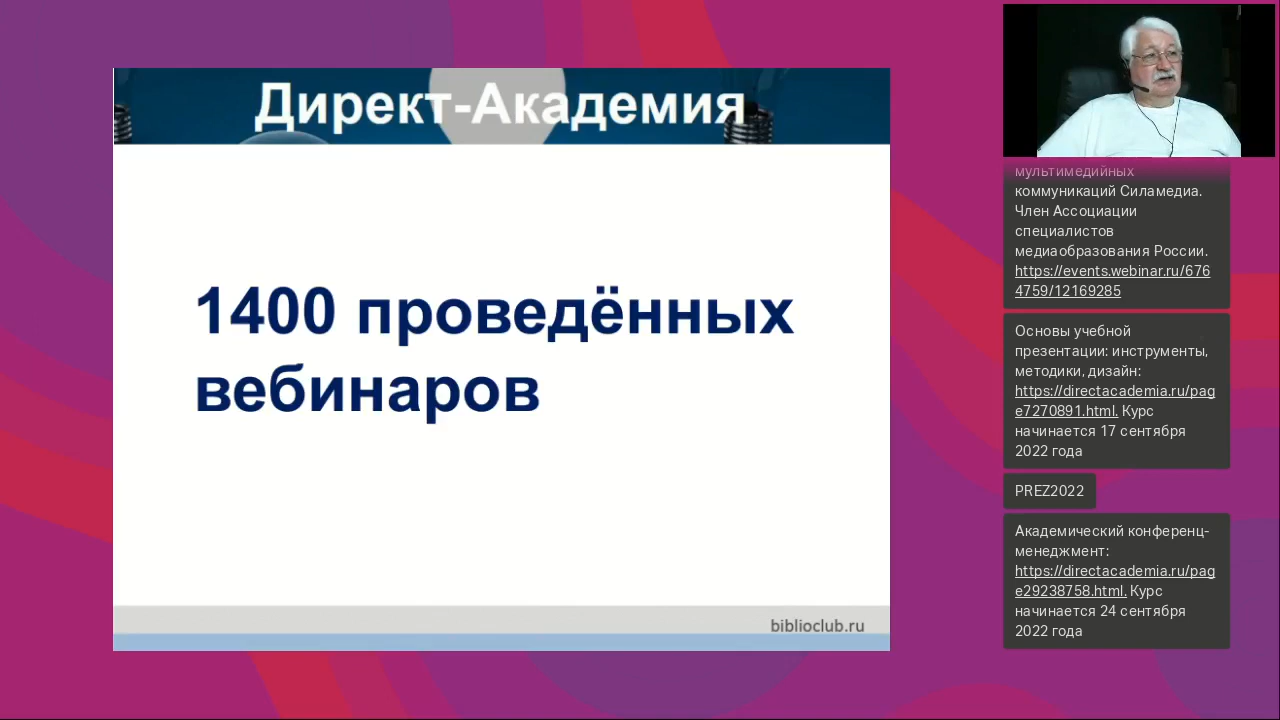 Директ-Академия
1400 проведённых
вебинаров
biblioclub.ru
мультимедийных
коммуникаций Силамедиа.
Член Ассоциации
специалистов
медиаобразования России.
https://events.webinar.ru/676
4759/12169285
Основы учебной
презентации: инструменты,
методики, дизайн:
https://directacademia.ru/pag
e7270891.html. Курс
начинается 17 сентября
2022 года
PREZ2022
Академический конференц-
менеджмент:
https://directacademia.ru/pag
e29238758.html. Курс
начинается 24 сентября
2022 года